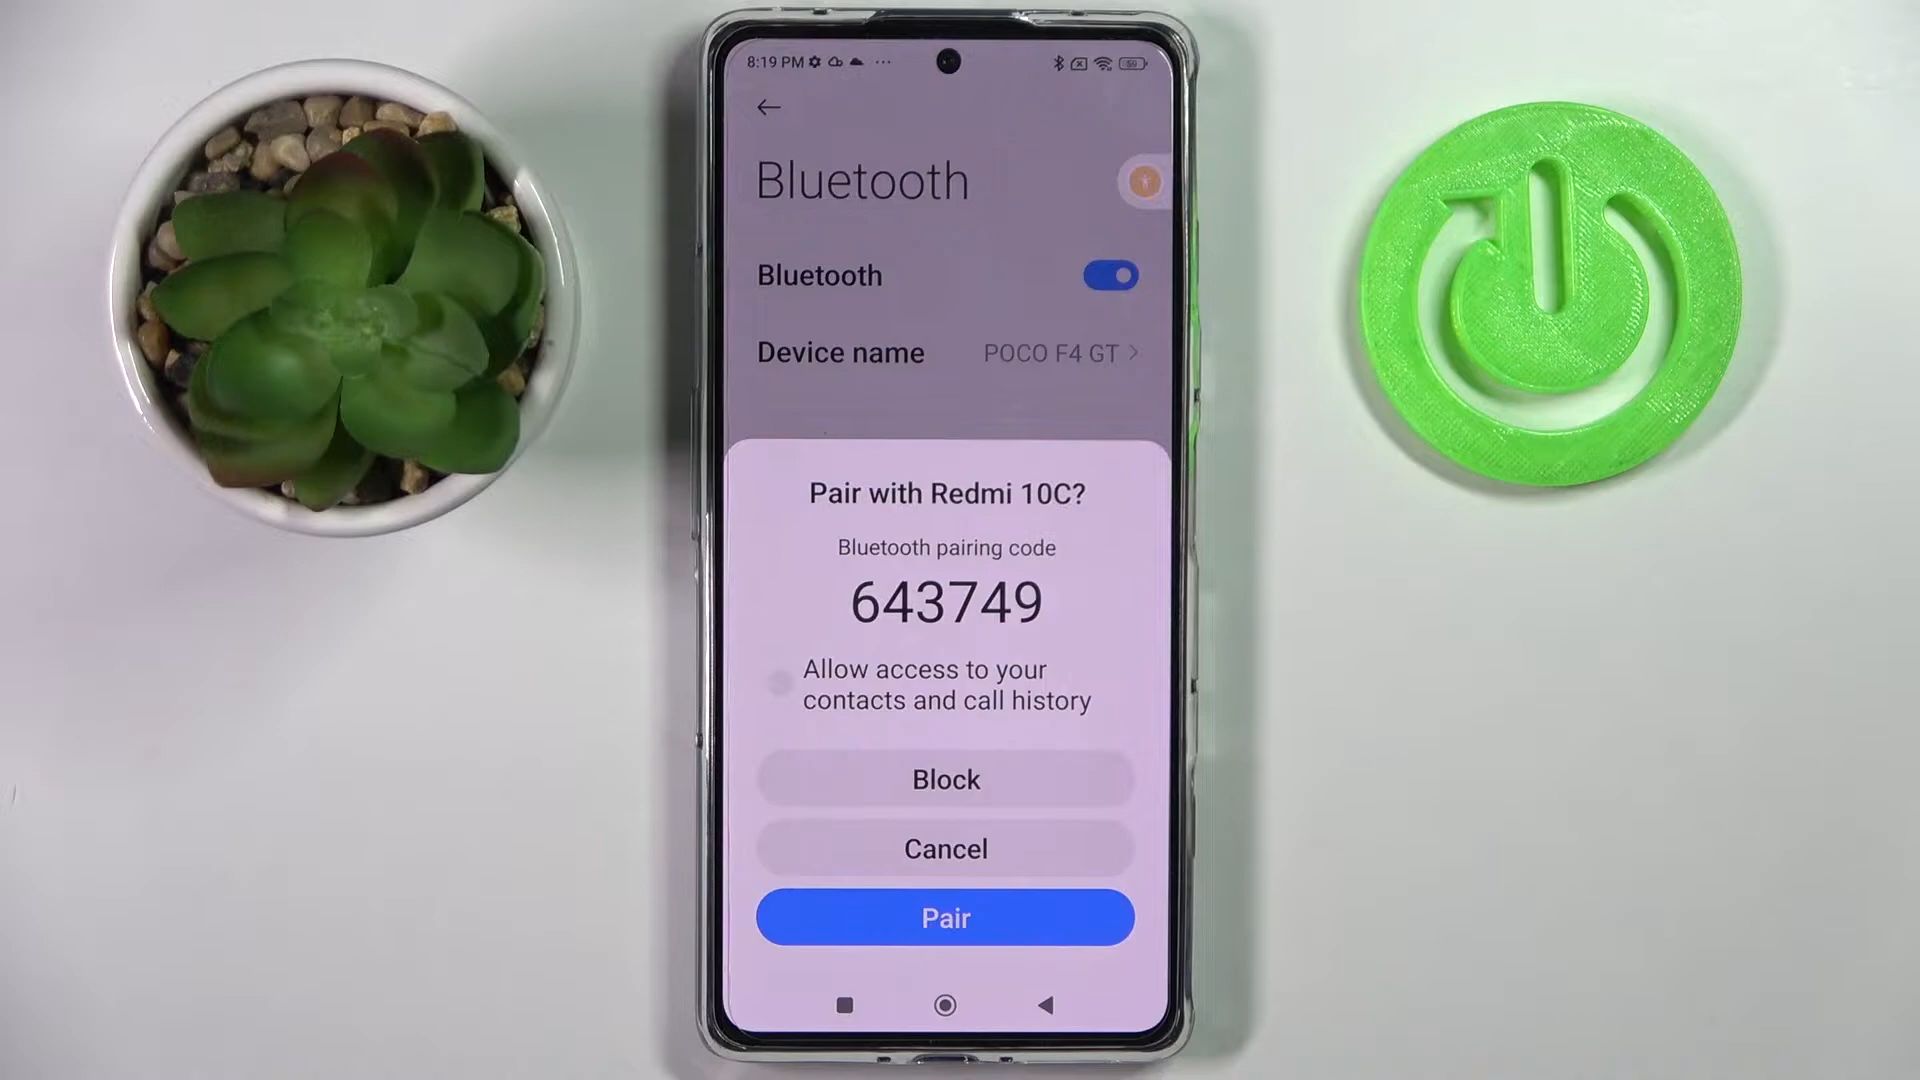 8:19 PM
59
Bluetooth
Bluetooth
Device name POCO F4 GT
Pair with Redmi 10C?
Bluetooth pairing code
643749
Allow access to your
contacts and call history
Block
Cancel
Pair